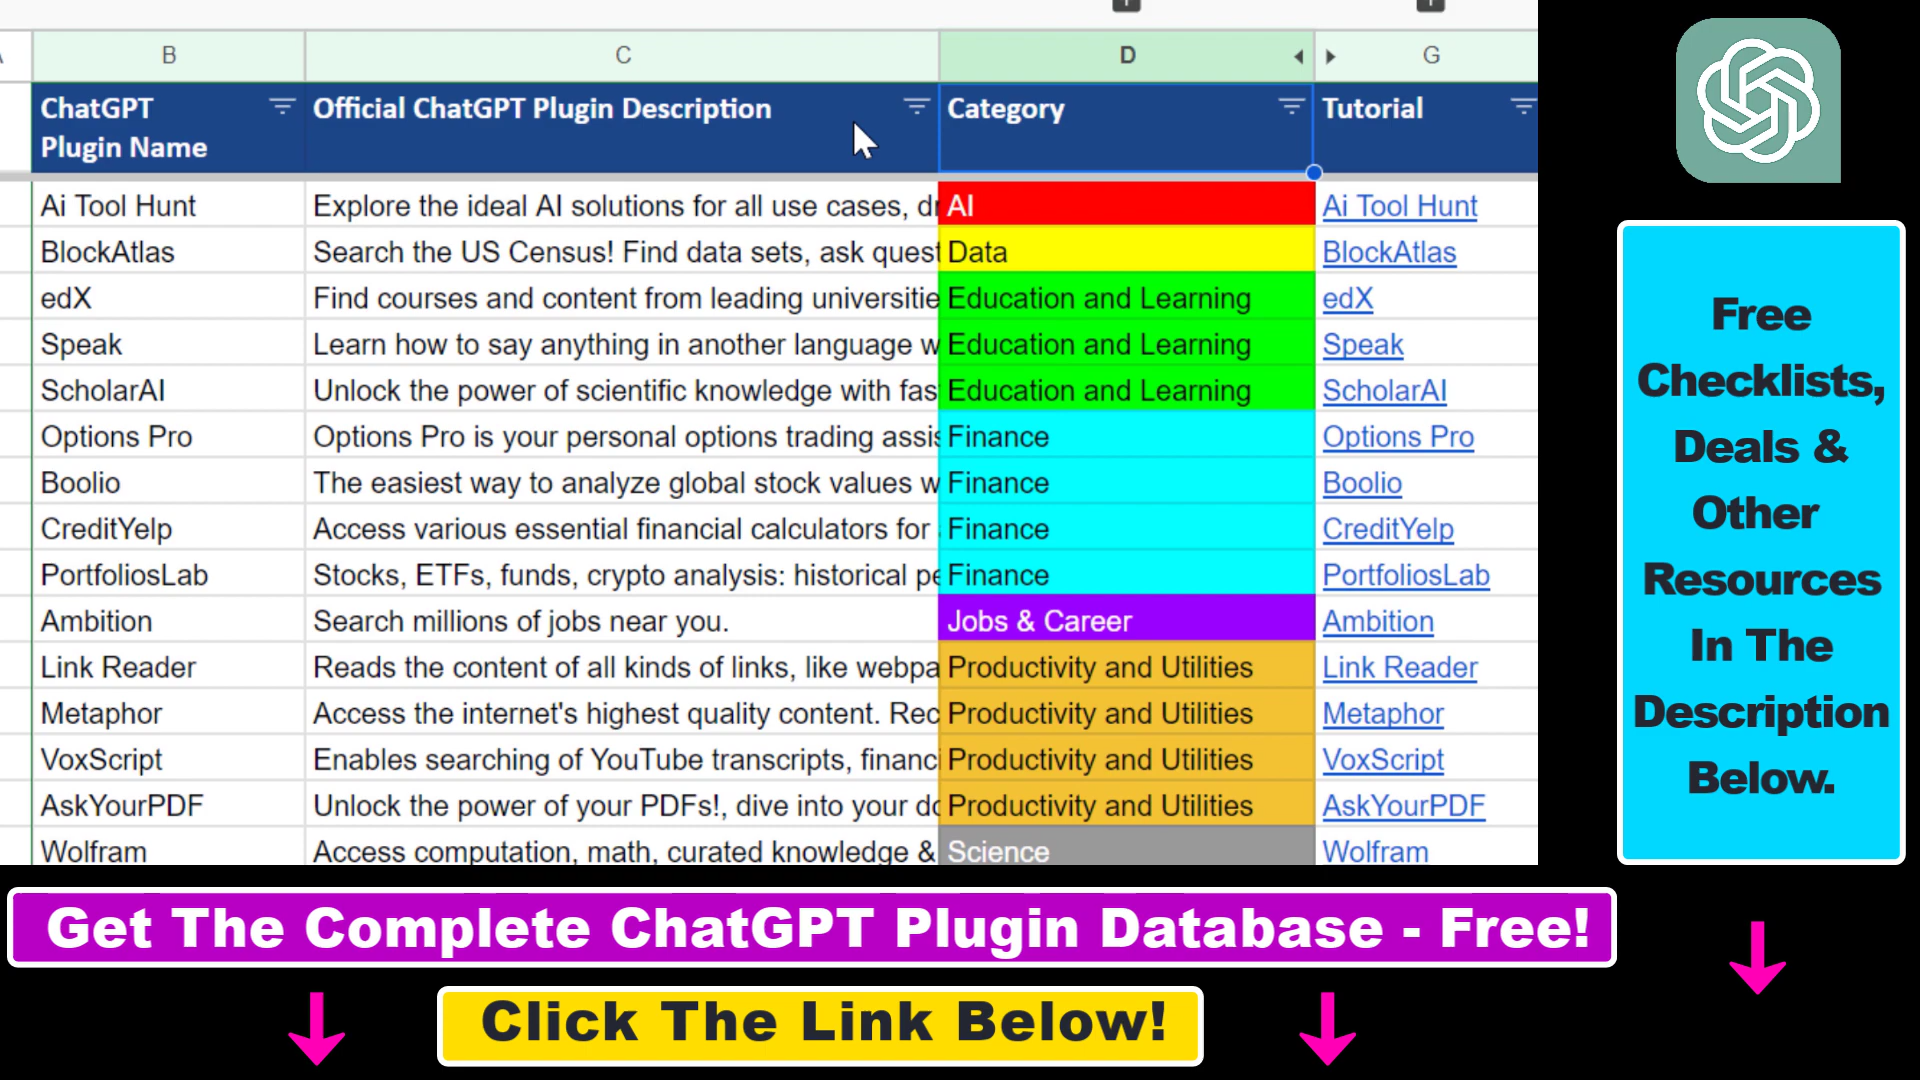 B C D G
ChatGPT Plugin Name
Official ChatGPT Plugin Description
Category
Tutorial
Ai Tool Hunt Explore the ideal AI solutions for all use cases, AI Ai Tool Hunt
BlockAtlas Search the US Census! Find data sets, ask Data BlockAtlas
edX Find courses and content from leading Education and Learning edX
Speak Learn how to say anything in another language Education and Learning Speak
ScholarAI Unlock the power of scientific knowledge with Education and Learning ScholarAI
Options Pro Options Pro is your personal options trading Finance Options Pro
Boolio The easiest way to analyze global stock values Finance Boolio
CreditYelp Access various essential financial calculators for Finance CreditYelp
PortfoliosLab Stocks, ETFs, funds, crypto analysis: historical Finance PortfoliosLab
Ambition Search millions of jobs near you. Jobs & Career Ambition
Link Reader Reads the content of all kinds of links, like Productivity and Utilities Link Reader
Metaphor Access the internet's highest quality content. Productivity and Utilities Metaphor
VoxScript Enables searching of YouTube transcripts, Productivity and Utilities VoxScript
AskYourPDF Unlock the power of your PDFs!, dive into your Productivity and Utilities AskYourPDF
Wolfram Access computation, math, curated knowledge & Science Wolfram
Free
Checklists,
Deals &
Other
Resources
In The
Description
Below.
Get The Complete ChatGPT Plugin Database - Free!
Click The Link Below!